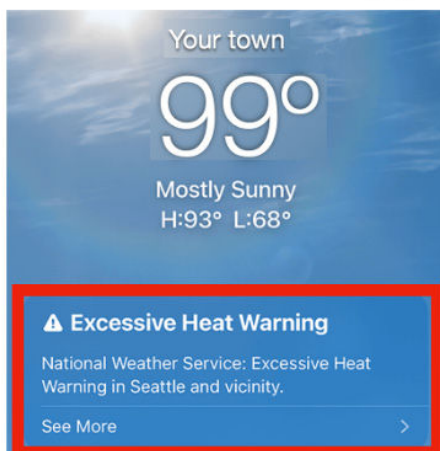 Your town
99°
Mostly Sunny
H:93° L:68°
⚠ Excessive Heat Warning
National Weather Service: Excessive Heat
Warning in Seattle and vicinity.
See More >